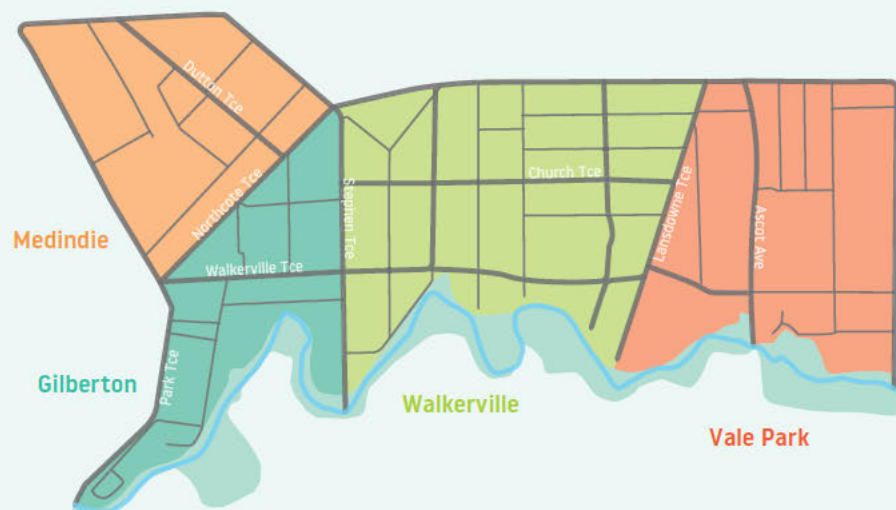 Dutton Tce
Northcote Tce
Medindie
Walkerville Tce
Stephen Tce
Church Tce
Lansdowne Tce
Ascot Ave
Park Tce
Gilberton
Walkerville
Vale Park